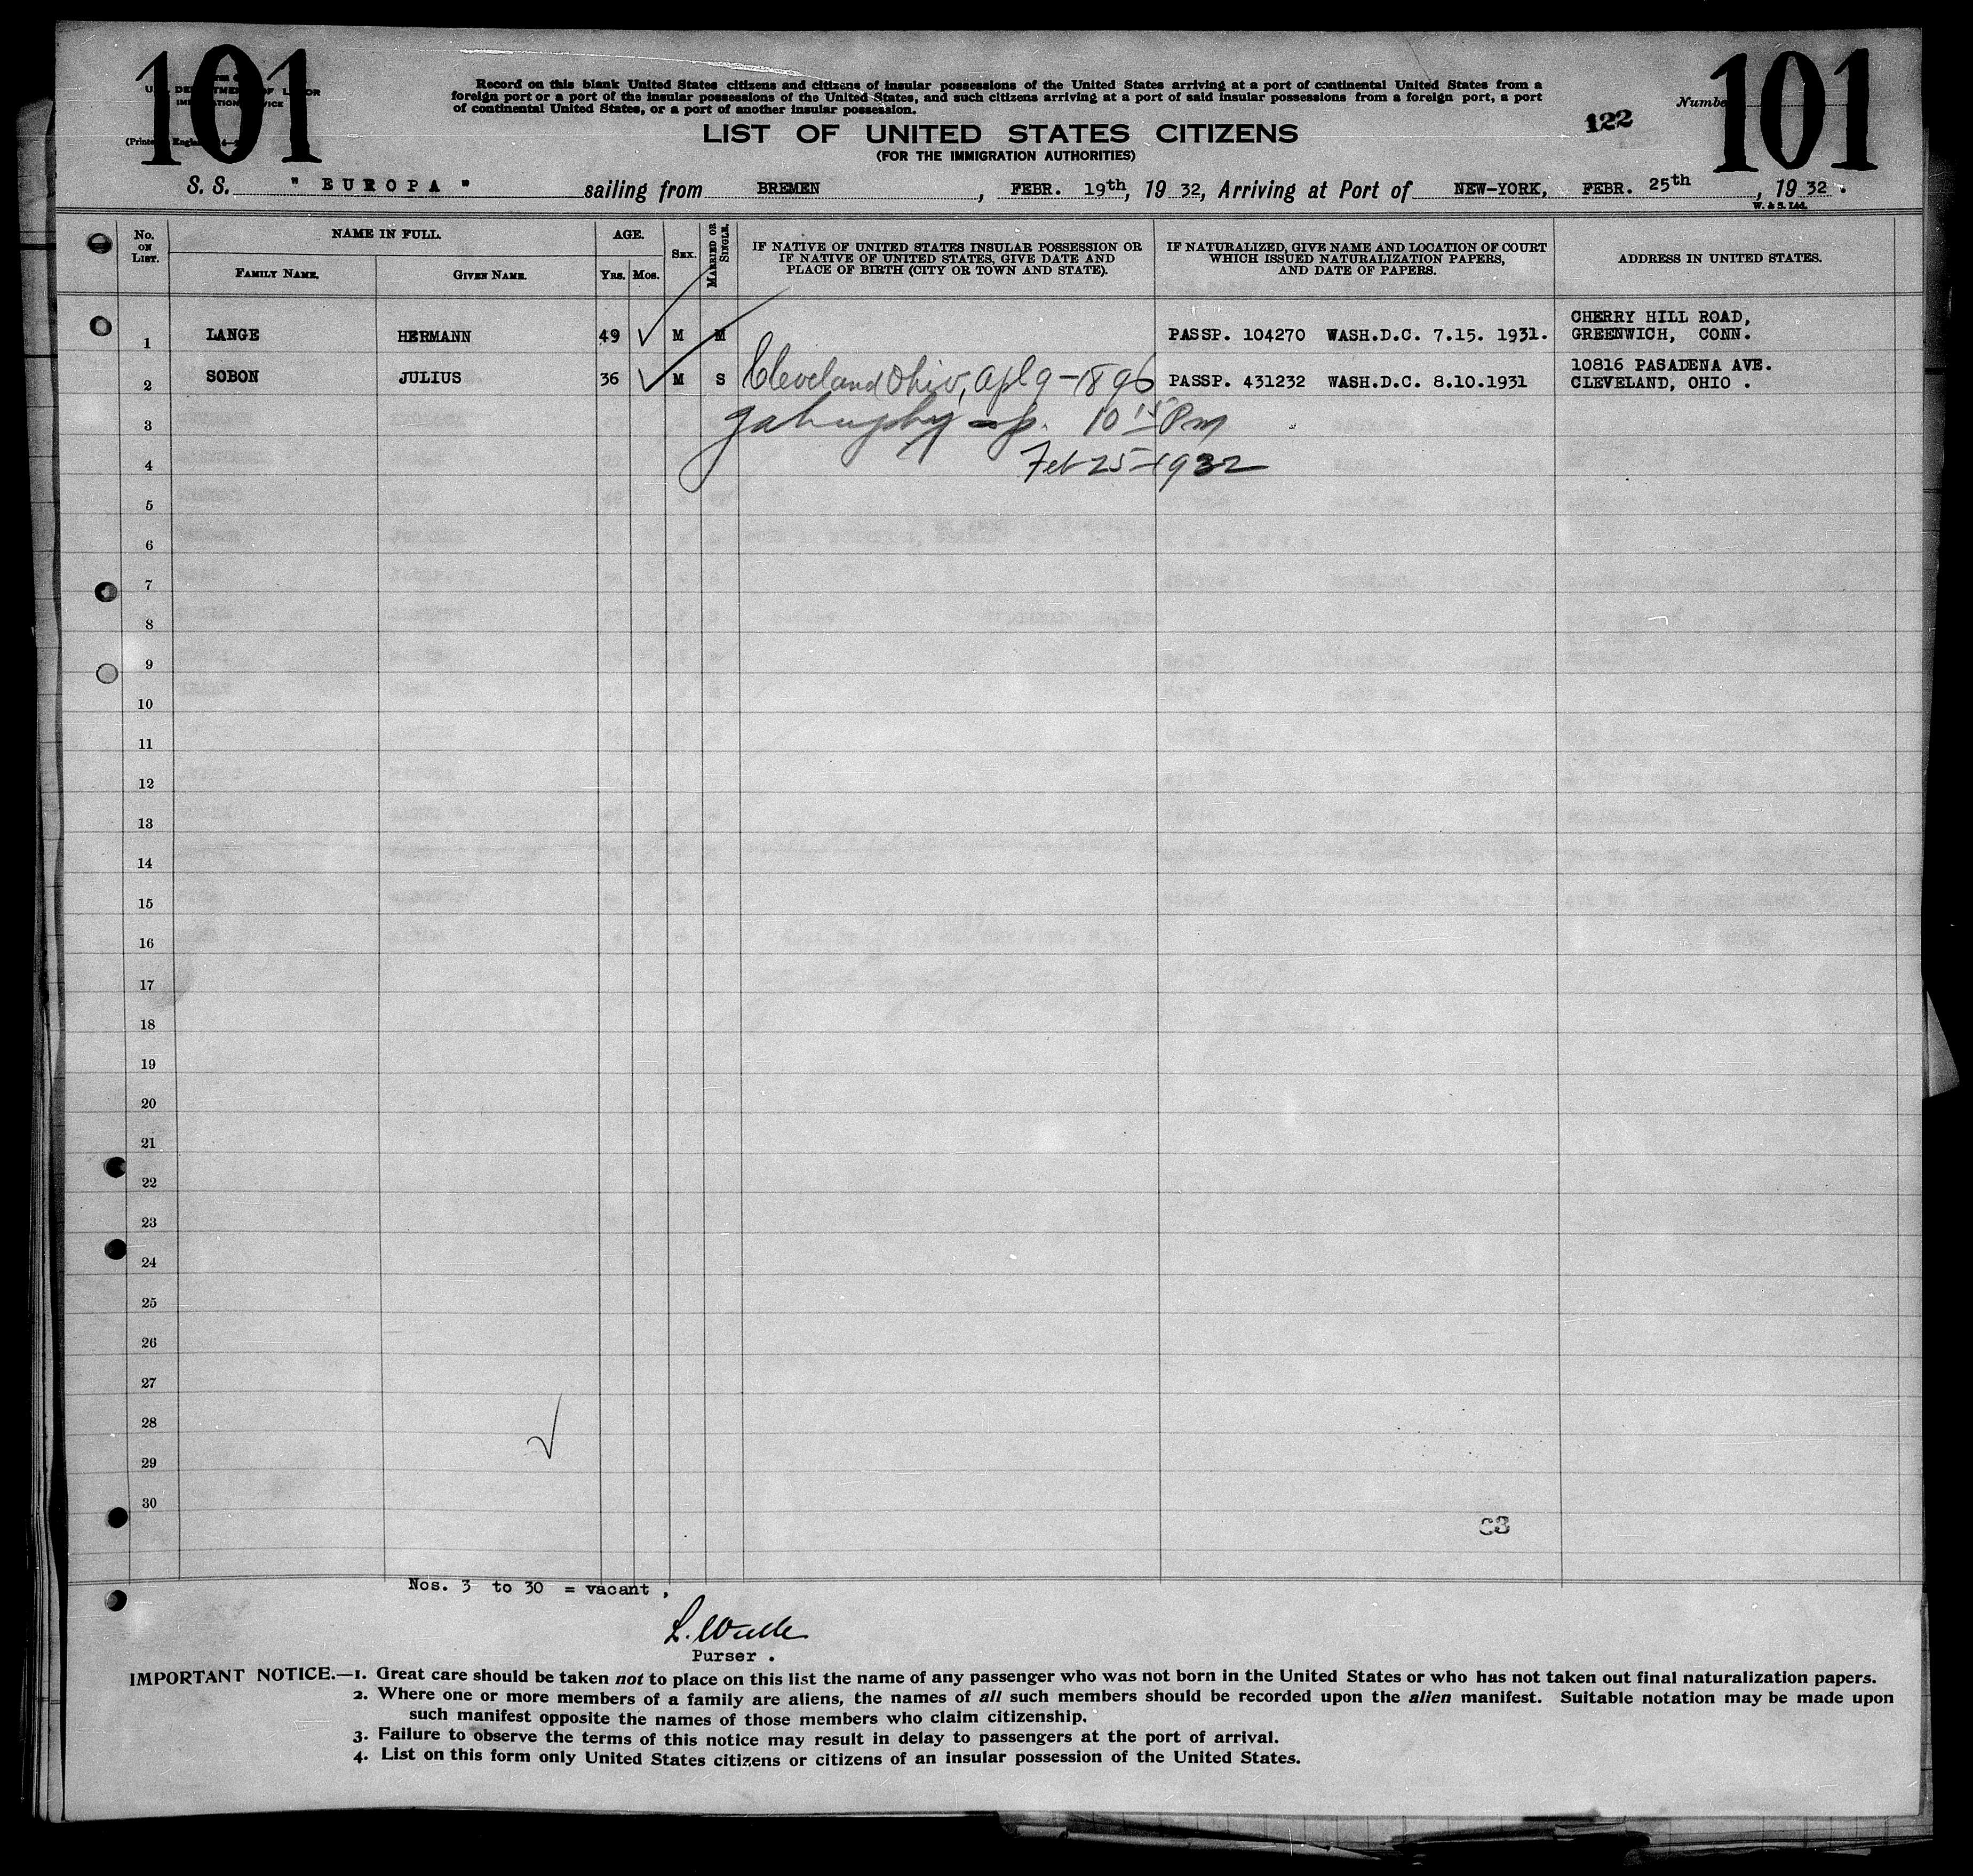 101
101
U.S. DEPARTMENT OF LABOR
IMMIGRATION SERVICE
Record on this blank United States citizens and citizens of insular possessions of the United States arriving at a port of continental United States from a
foreign port or a port of the insular possessions of the United States, and such citizens arriving at a port of said insular possessions from a foreign port, a port
of continental United States, or a port of another insular possession.
LIST OF UNITED STATES CITIZENS
122
(FOR THE IMMIGRATION AUTHORITIES)
S. S. " EUROPA " sailing from BREMEN, FEBR. 19th, 1932, Arriving at Port of NEW-YORK, FEBR. 25th, 1932.
W. & S. Ltd.
No. ON LIST. NAME IN FULL. FAMILY NAME. GIVEN NAME. AGE. YRS. MOS. SEX. MARRIED OR SINGLE. IF NATIVE OF UNITED STATES INSULAR POSSESSION OR IF NATIVE OF UNITED STATES, GIVE DATE AND PLACE OF BIRTH (CITY OR TOWN AND STATE). IF NATURALIZED, GIVE NAME AND LOCATION OF COURT WHICH ISSUED NATURALIZATION PAPERS, AND DATE OF PAPERS. ADDRESS IN UNITED STATES.
1 LANGE HERMANN 49 M M PASSP. 104270 WASH.D.C. 7.15. 1931. CHERRY HILL ROAD, GREENWICH, CONN.
2 SOBON JULIUS 36 M S Cleveland Ohio, Apl 9-1896 PASSP. 431232 WASH.D.C. 8.10.1931 10816 PASADENA AVE. CLEVELAND, OHIO .
3 10 15 Pm
4 Feb 25-1932
5
6
7
8
9
10
11
12
13
14
15
16
17
18
19
20
21
22
23
24
25
26
27
28
29
30
Nos. 3 to 30 = vacant ,
Purser .
IMPORTANT NOTICE.—1. Great care should be taken not to place on this list the name of any passenger who was not born in the United States or who has not taken out final naturalization papers.
2. Where one or more members of a family are aliens, the names of all such members should be recorded upon the alien manifest. Suitable notation may be made upon
such manifest opposite the names of those members who claim citizenship.
3. Failure to observe the terms of this notice may result in delay to passengers at the port of arrival.
4. List on this form only United States citizens or citizens of an insular possession of the United States.